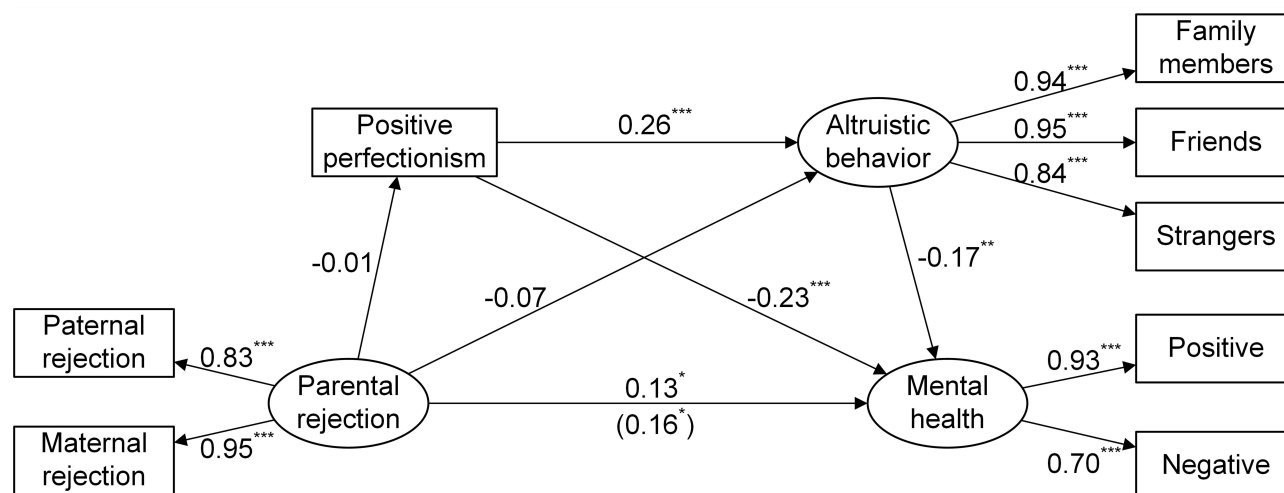 Family
members
0.94***
Positive
perfectionism
0.26***
Altruistic
behavior
0.95***
Friends
0.84***
Strangers
-0.01
-0.07
-0.23***
-0.17**
Paternal
rejection
0.83***
Parental
rejection
0.13*
(0.16*)
Mental
health
0.93***
Positive
Maternal
rejection
0.95***
0.70***
Negative